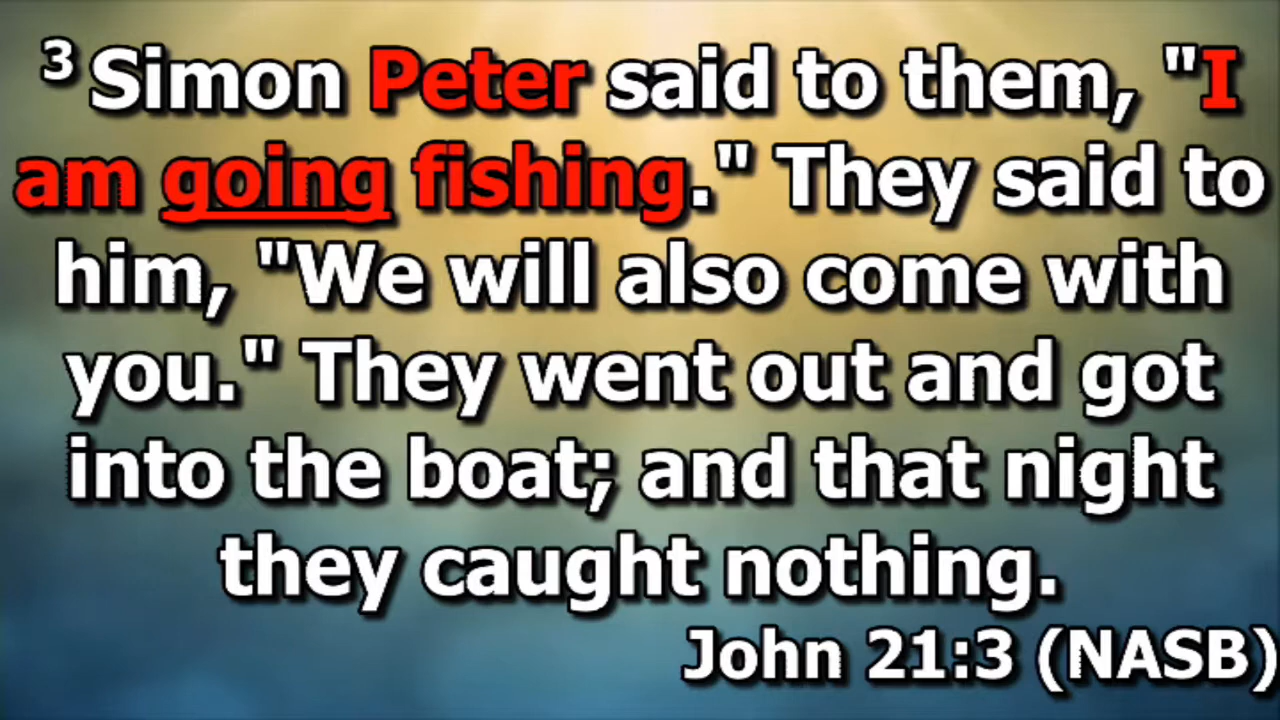 3 Simon Peter said to them, "I
am going fishing." They said to
him, "We will also come with
you." They went out and got
into the boat; and that night
they caught nothing.
John 21:3 (NASB)